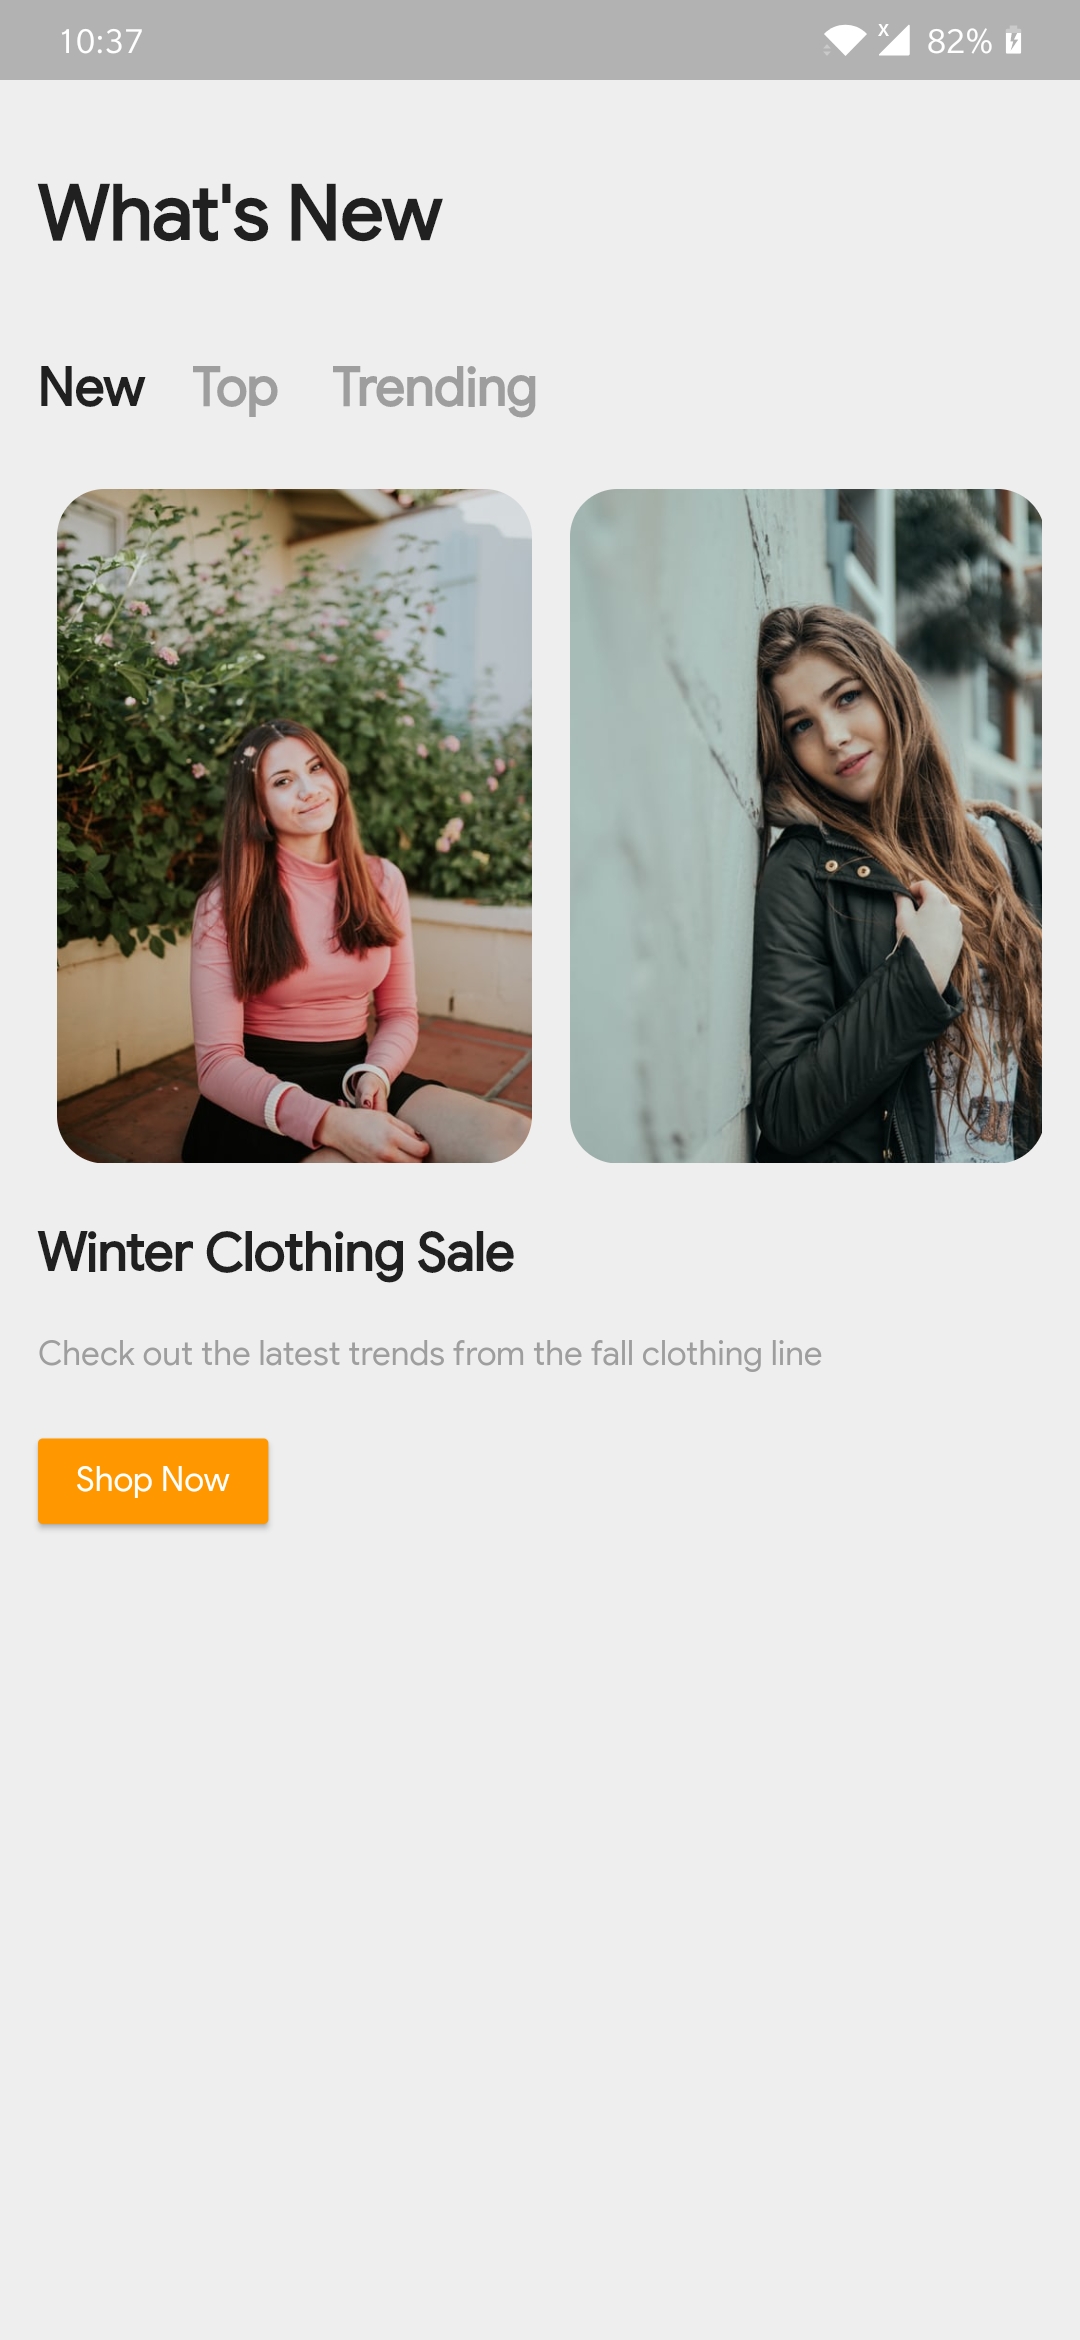 10:37
X
82%
What's New
New Top Trending
Winter Clothing Sale
Check out the latest trends from the fall clothing line
Shop Now